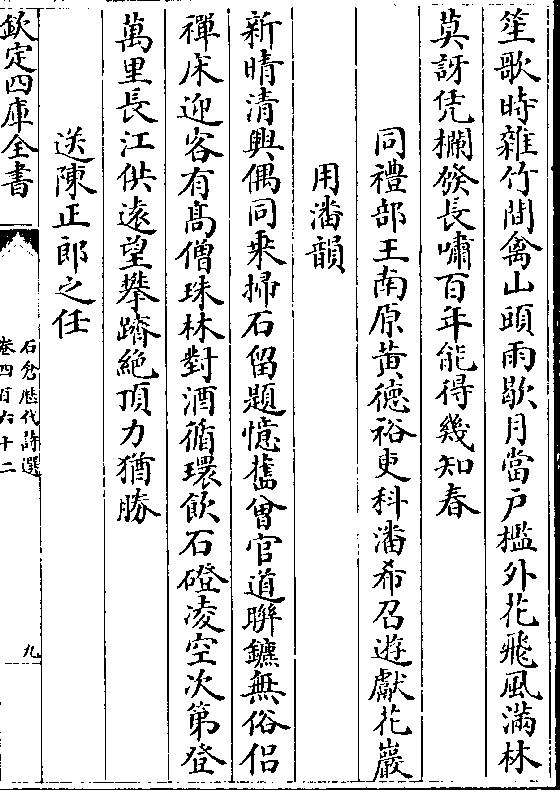 笙歌時雜竹間禽山頭雨歇月當戸檻外花飛風滿林
莫訝凭欄發長嘯百年能得幾知春
同禮部王南原黄德裕吏科潘希召遊獻花巖
用潘韻
新晴清興偶同乘掃石留題憶舊曾官道聯鑣無俗侣
禪床迎客有髙僧珠林對酒循環飲石磴凌空次第登
萬里長江供遠望攀躋絶頂力猶勝
送陳正郎之任
欽定四庫全書
石倉歴代詩選
卷四百六十二
九